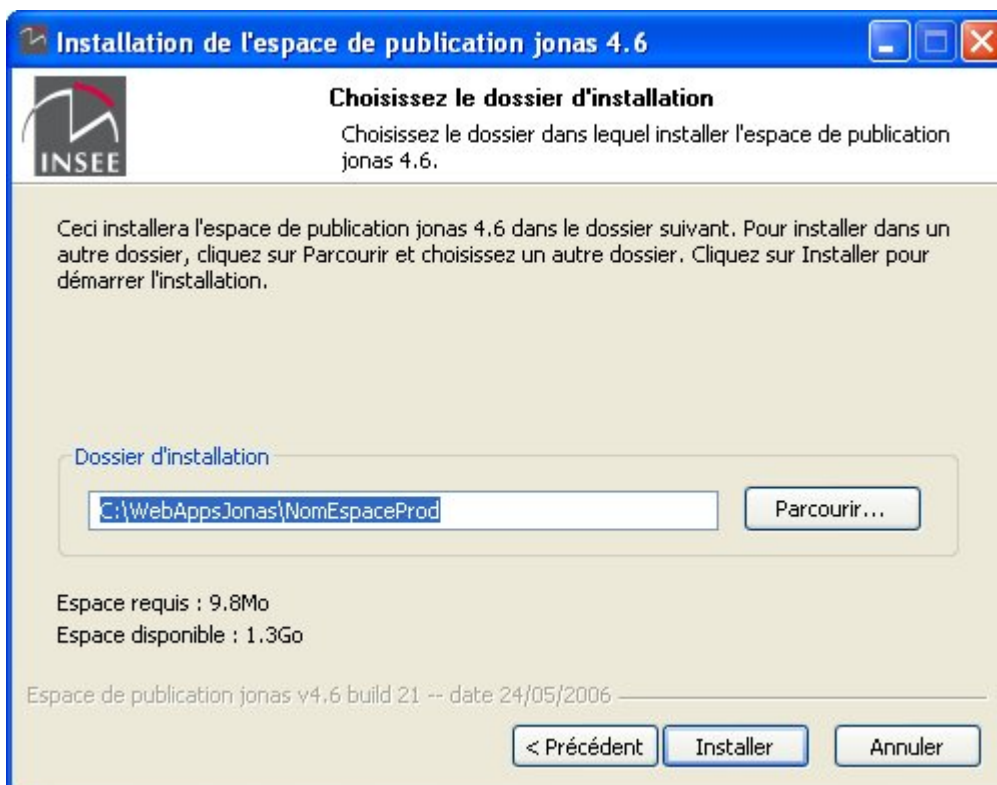 Installation de l'espace de publication jonas 4.6
INSEE
Choisissez le dossier d'installation
Choisissez le dossier dans lequel installer l'espace de publication
jonas 4.6.
Ceci installera l'espace de publication jonas 4.6 dans le dossier suivant. Pour installer dans un
autre dossier, cliquez sur Parcourir et choisissez un autre dossier. Cliquez sur Installer pour
démarrer l'installation.
Dossier d'installation
C:\WebAppsJonas\NomEspaceProd
Parcourir...
Espace requis : 9.8Mo
Espace disponible : 1.3Go
Espace de publication jonas v4.6 build 21 -- date 24/05/2006
< Précédent
Installer
Annuler